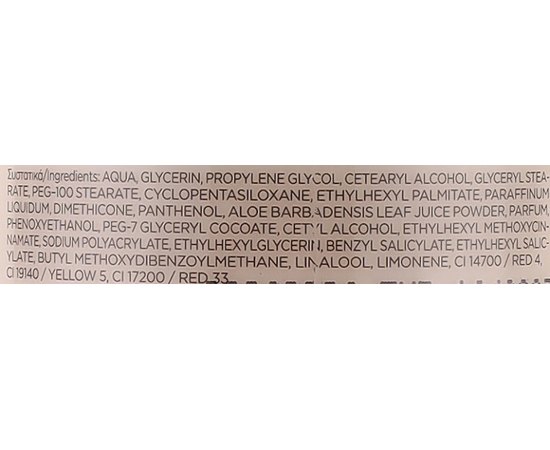 Συστατικά/Ingredients: AQUA, GLYCERIN, PROPYLENE GLYCOL, CETEARYL ALCOHOL, GLYCERYL STEA-
RATE, PEG-100 STEARATE, CYCLOPENTASILOXANE, ETHYLHEXYL PALMITATE, PARAFFINUM
LIQUIDUM, DIMETHICONE, PANTHENOL, ALOE BARBADENSIS LEAF JUICE POWDER, PARFUM,
PHENOXYETHANOL, PEG-7 GLYCERYL COCOATE, CETYL ALCOHOL, ETHYLHEXYL METHOXYCIN-
NAMATE, SODIUM POLYACRYLATE, ETHYLHEXYLGLYCERIN, BENZYL SALICYLATE, ETHYLHEXYL SALIC-
YLATE, BUTYL METHOXYDIBENZOYLMETHANE, LINALOOL, LIMONENE, CI 14700 / RED 4,
CI 19140 / YELLOW 5, CI 17200 / RED 33